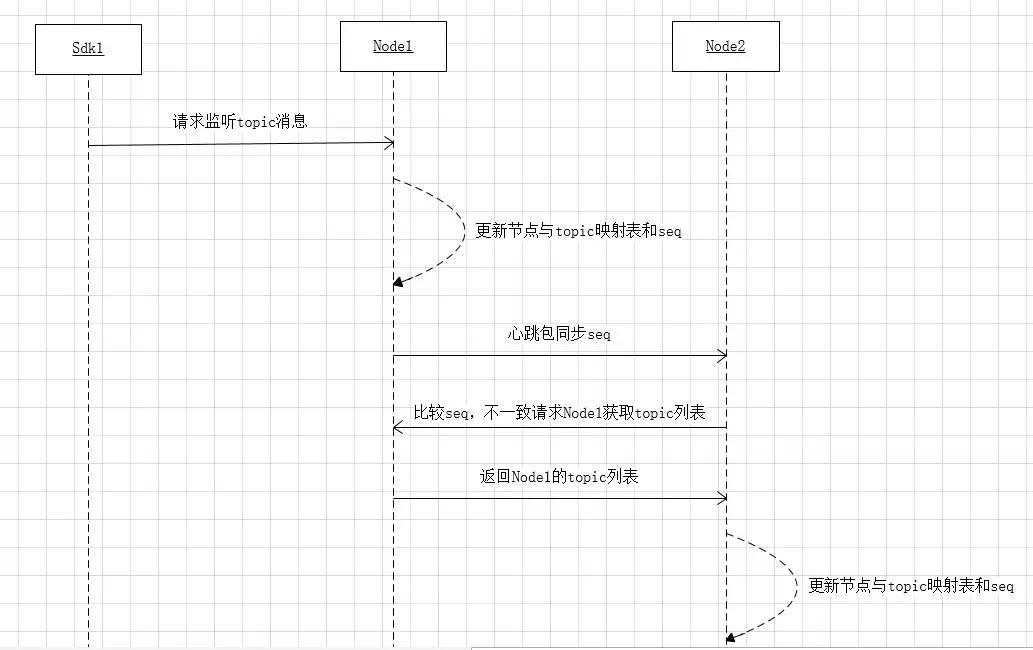 Sdk1
Node1
Node2
请求监听topic消息
更新节点与topic映射表和seq
心跳包同步seq
比较seq，不一致请求Node1获取topic列表
返回Node1的topic列表
更新节点与topic映射表和seq